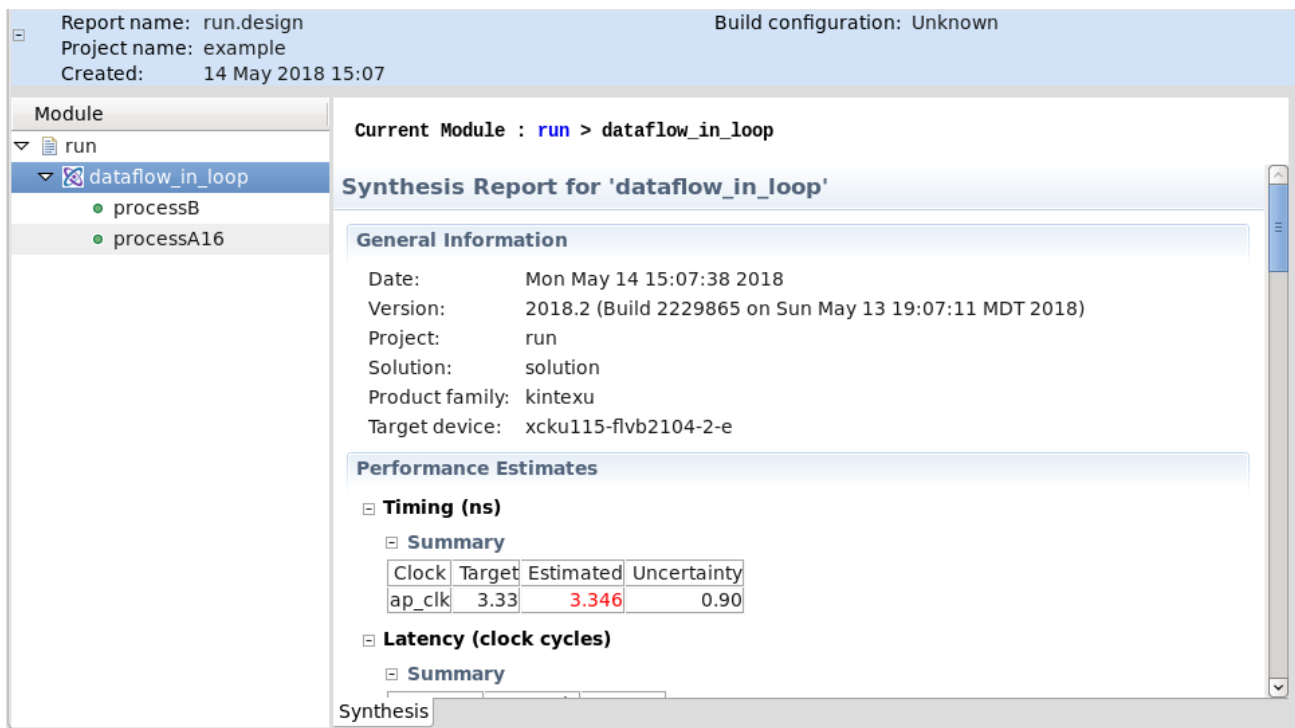 Report name: run.design Build configuration: Unknown
Project name: example
Created: 14 May 2018 15:07
Module
run
dataflow_in_loop
processB
processA16
Current Module : run > dataflow_in_loop
Synthesis Report for 'dataflow_in_loop'
General Information
Date: Mon May 14 15:07:38 2018
Version: 2018.2 (Build 2229865 on Sun May 13 19:07:11 MDT 2018)
Project: run
Solution: solution
Product family: kintexu
Target device: xcku115-flvb2104-2-e
Performance Estimates
Timing (ns)
Summary
Clock Target Estimated Uncertainty
ap_clk 3.33 3.346 0.90
Latency (clock cycles)
Summary
Synthesis